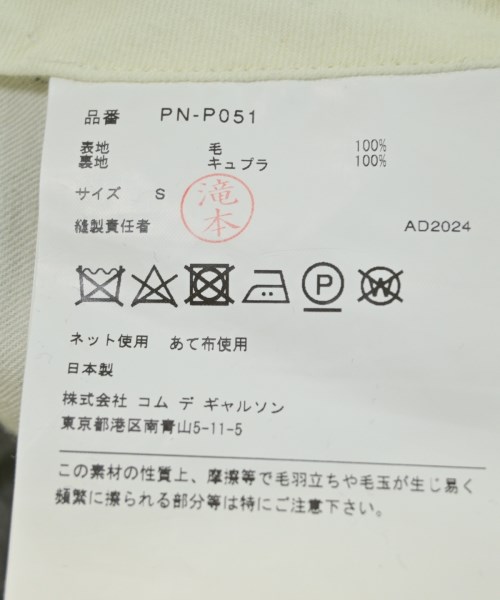 品番 PN-P051
表地 毛 100%
裏地 キュプラ 100%
サイズ S
滝本
縫製責任者 AD2024
P W
ネット使用 あて布使用
日本製
株式会社 コム デ ギャルソン
東京都港区南青山5-11-5
この素材の性質上、摩擦等で毛羽立ちや毛玉が生じ易く
頻繁に擦られる部分等は特にご注意下さい。